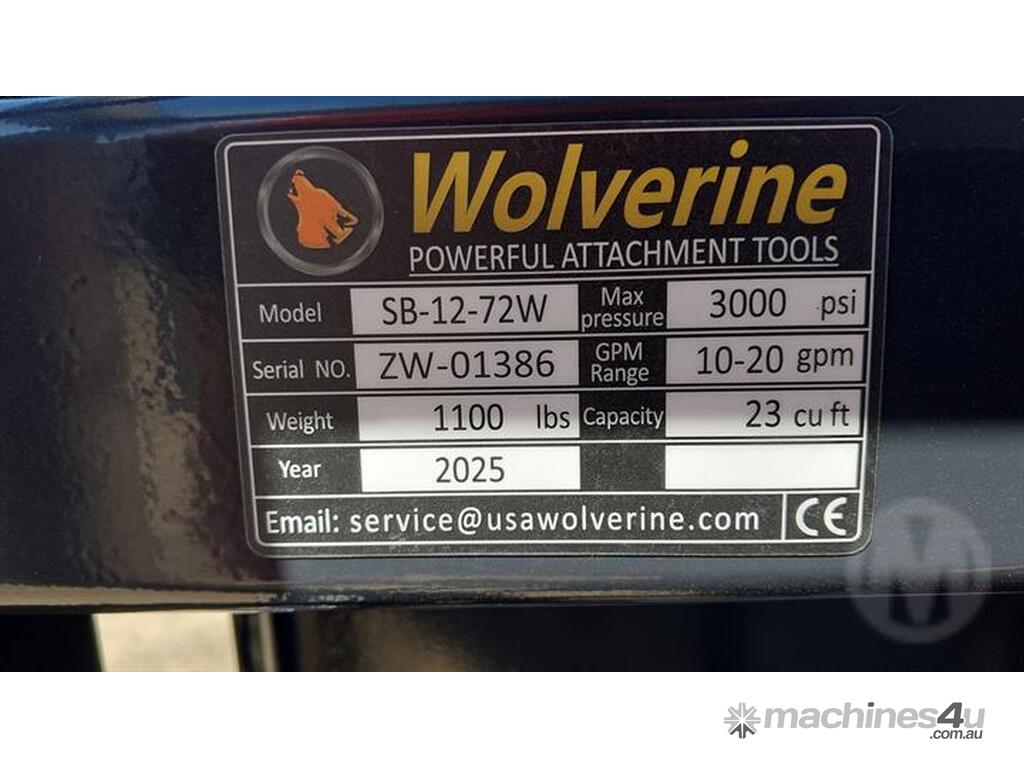 Wolverine
POWERFUL ATTACHMENT TOOLS
Model SB-12-72W Max pressure 3000 psi
Serial NO. ZW-01386 GPM Range 10-20 gpm
Weight 1100 lbs Capacity 23 cu ft
Year 2025
Email: service@usawolverine.com CE
M
machines4u
.com.au